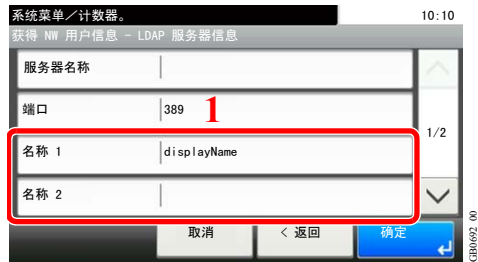 系统菜单／计数器。 10:10
获得 NW 用户信息 - LDAP 服务器信息
服务器名称
端口 389 1
1/2
名称 1 displayName
名称 2
取消 < 返回 确定
GB0692 00